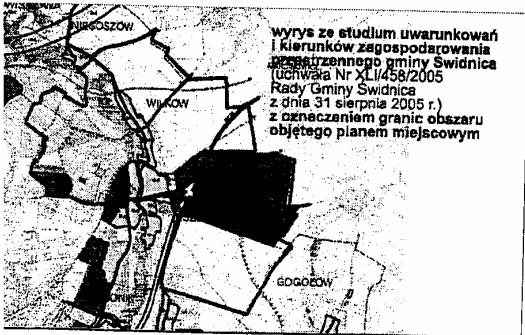 NIEGOSZÓW
WILKÓW
GOGOŁÓW
wyrys ze studium uwarunkowań
i kierunków zagospodarowania
przestrzennego gminy Świdnica
(uchwała Nr XLI/458/2005
Rady Gminy Świdnica
z dnia 31 sierpnia 2005 r.)
z oznaczeniem granic obszaru
objętego planem miejscowym